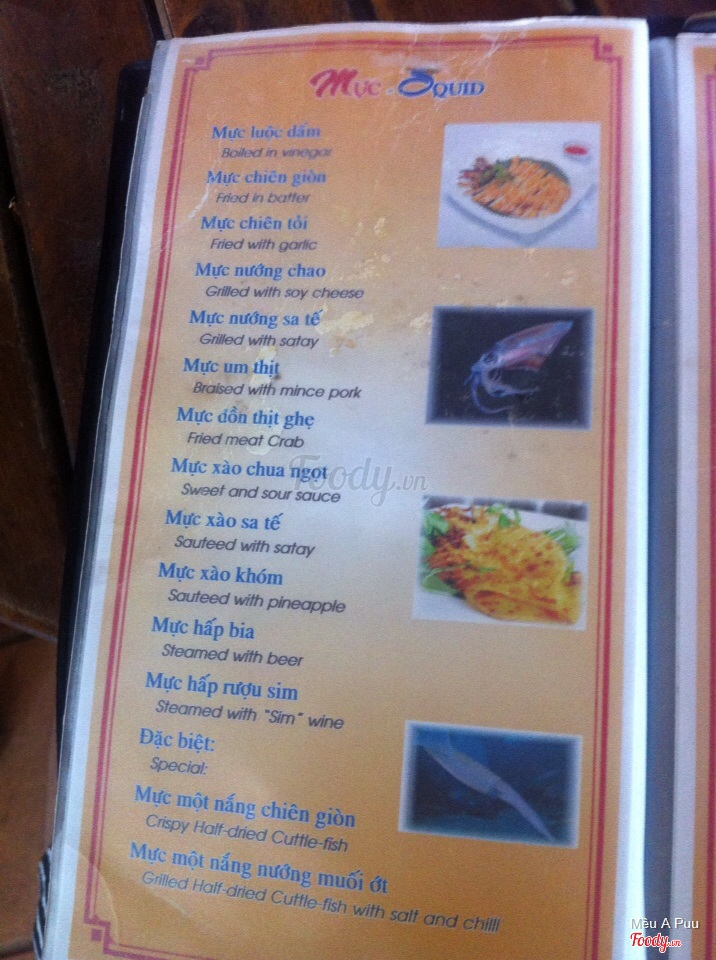 Mực - SQUID
Mực luộc dấm
Boiled in vinegar
Mực chiên giòn
Fried in batter
Mực chiên tỏi
Fried with garlic
Mực nướng chao
Grilled with soy cheese
Mực nướng sa tế
Grilled with satay
Mực um thịt
Braised with mince pork
Mực dồn thịt ghẹ
Fried meat Crab
Mực xào chua ngọt
Sweet and sour sauce
Mực xào sa tế
Sauteed with satay
Mực xào khóm
Sauteed with pineapple
Mực hấp bia
Steamed with beer
Mực hấp rượu sim
Steamed with "Sim" wine
Đặc biệt:
Special:
Mực một nắng chiên giòn
Crispy Half-dried Cuttle-fish
Mực một nắng nướng muối ớt
Grilled Half-dried Cuttle-fish with salt and chilli
Foody.vn
Mều A Puu
Foody.vn